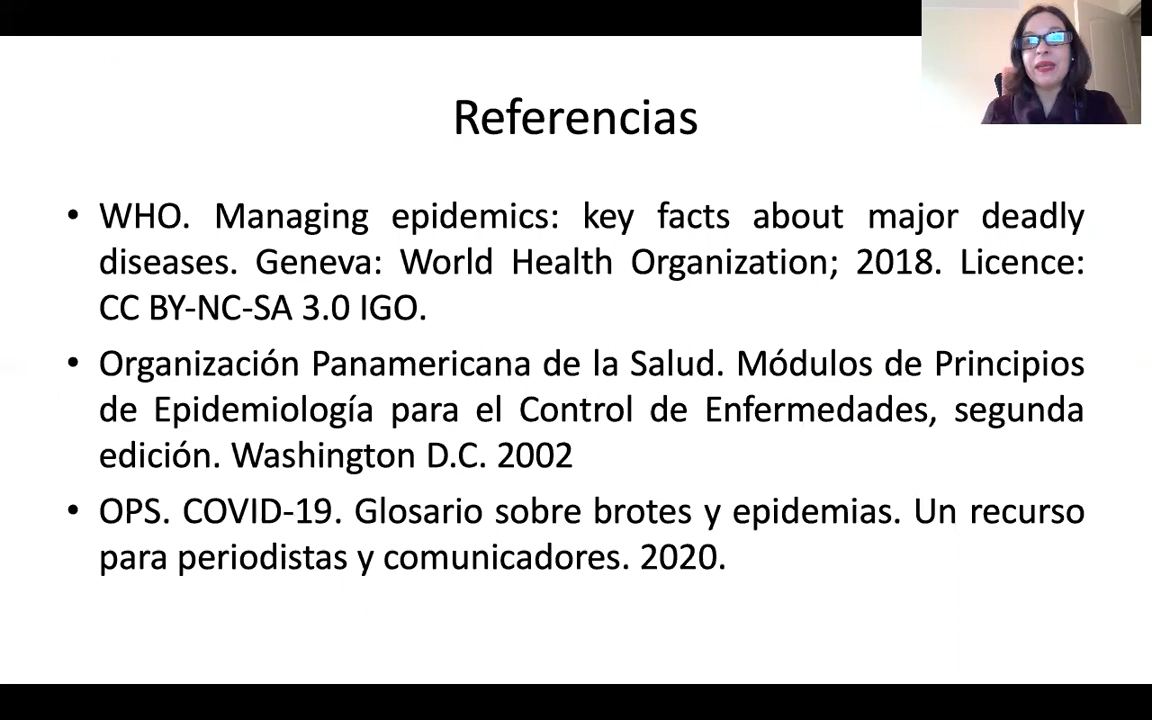 Referencias
• WHO. Managing epidemics: key facts about major deadly
diseases. Geneva: World Health Organization; 2018. Licence:
CC BY-NC-SA 3.0 IGO.
• Organización Panamericana de la Salud. Módulos de Principios
de Epidemiología para el Control de Enfermedades, segunda
edición. Washington D.C. 2002
• OPS. COVID-19. Glosario sobre brotes y epidemias. Un recurso
para periodistas y comunicadores. 2020.